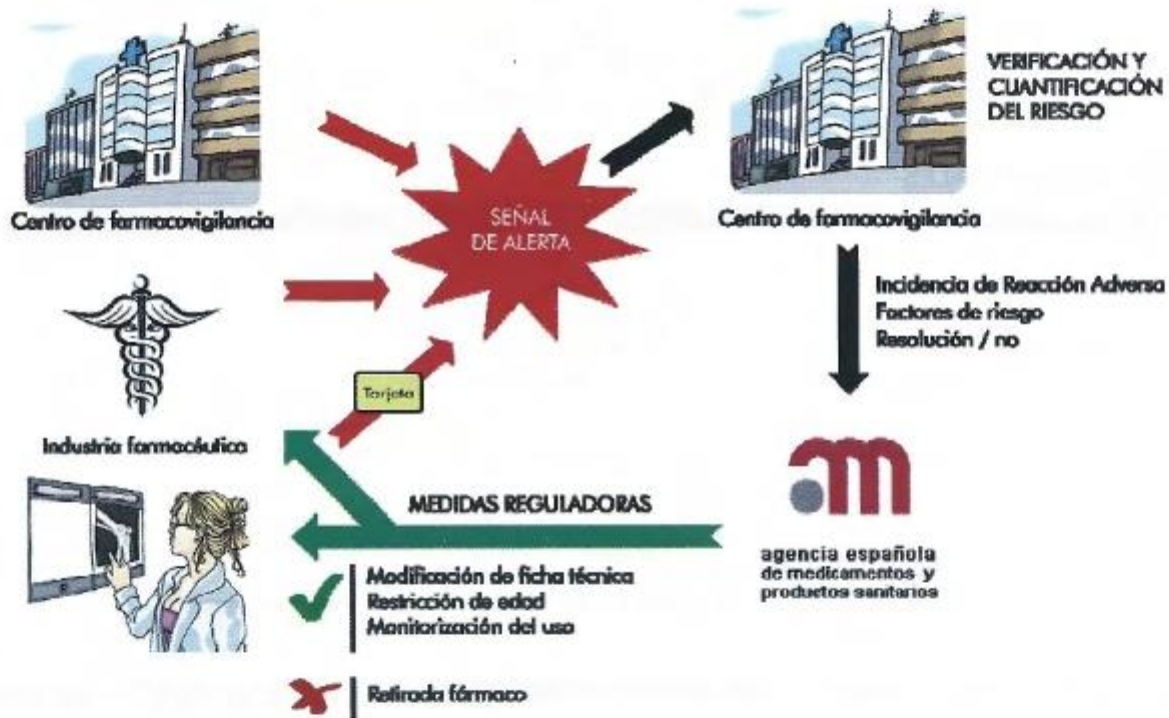 VERIFICACIÓN Y
CUANTIFICACIÓN
DEL RIESGO
Centro de farmacovigilancia
SEÑAL
DE ALERTA
Centro de farmacovigilancia
Incidencia de Reacción Adversa
Factores de riesgo
Resolución / no
Tarjeta
Industria farmacéutica
MEDIDAS REGULADORAS
am
agencia española
de medicamentos y
productos sanitarios
Modificación de ficha técnica
Restricción de edad
Monitorización del uso
Retirada fármaco